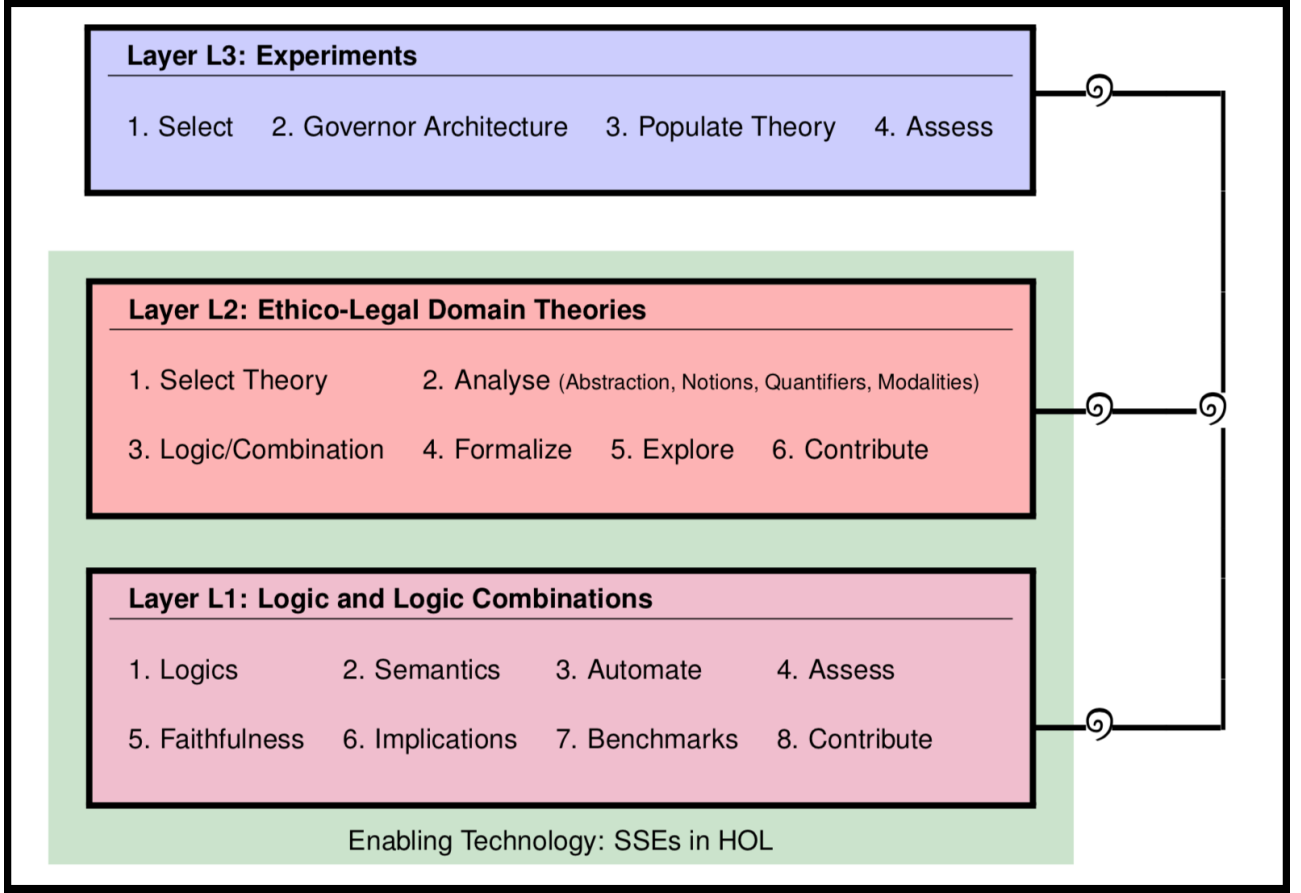 Layer L3: Experiments
1. Select 2. Governor Architecture 3. Populate Theory 4. Assess
Layer L2: Ethico-Legal Domain Theories
1. Select Theory 2. Analyse (Abstraction, Notions, Quantifiers, Modalities)
3. Logic/Combination 4. Formalize 5. Explore 6. Contribute
Layer L1: Logic and Logic Combinations
1. Logics 2. Semantics 3. Automate 4. Assess
5. Faithfulness 6. Implications 7. Benchmarks 8. Contribute
Enabling Technology: SSEs in HOL